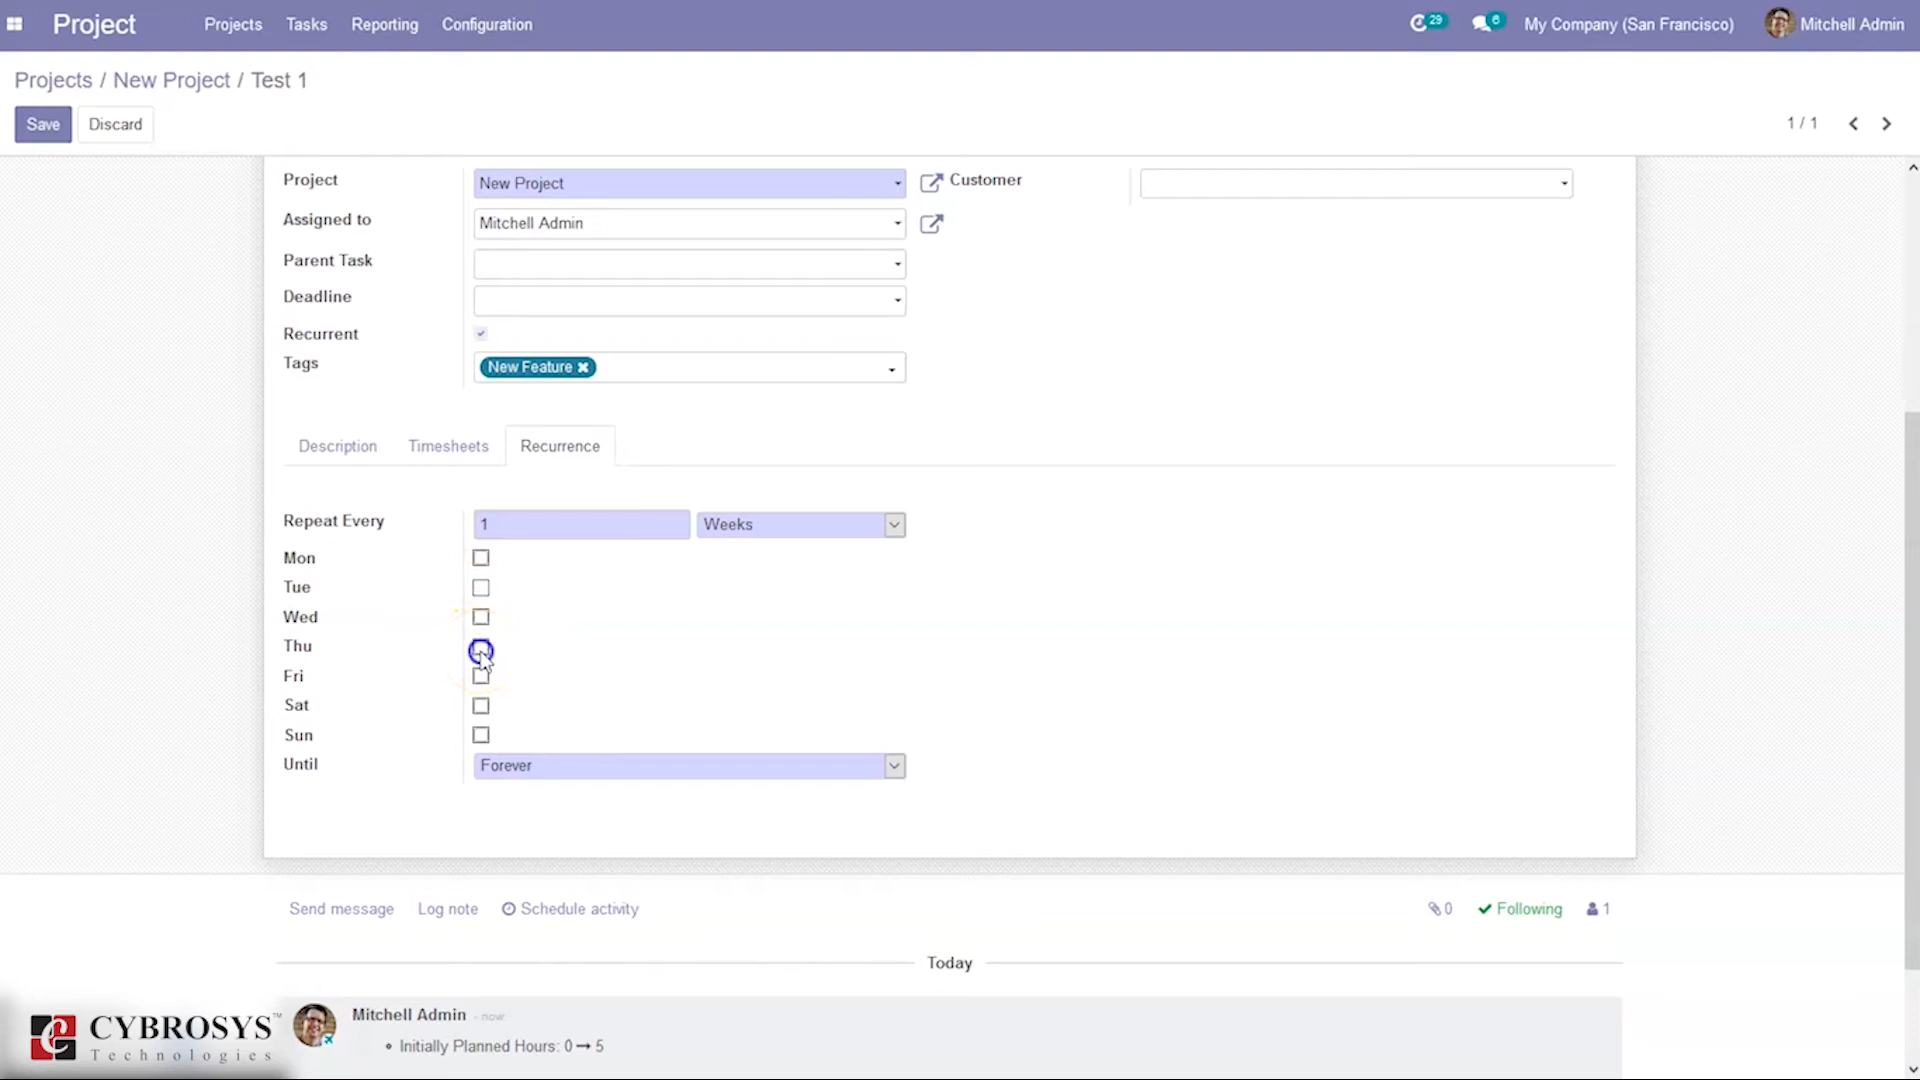 Project Projects Tasks Reporting Configuration 29 6 My Company (San Francisco) Mitchell Admin
Projects / New Project / Test 1
Save Discard 1 / 1
Project New Project Customer
Assigned to Mitchell Admin
Parent Task
Deadline
Recurrent
Tags New Feature
Description Timesheets Recurrence
Repeat Every 1 Weeks
Mon
Tue
Wed
Thu
Fri
Sat
Sun
Until Forever
Send message Log note Schedule activity 0 Following 1
Today
Mitchell Admin - now
• Initially Planned Hours: 0 → 5
CYBROSYS™
Technologies